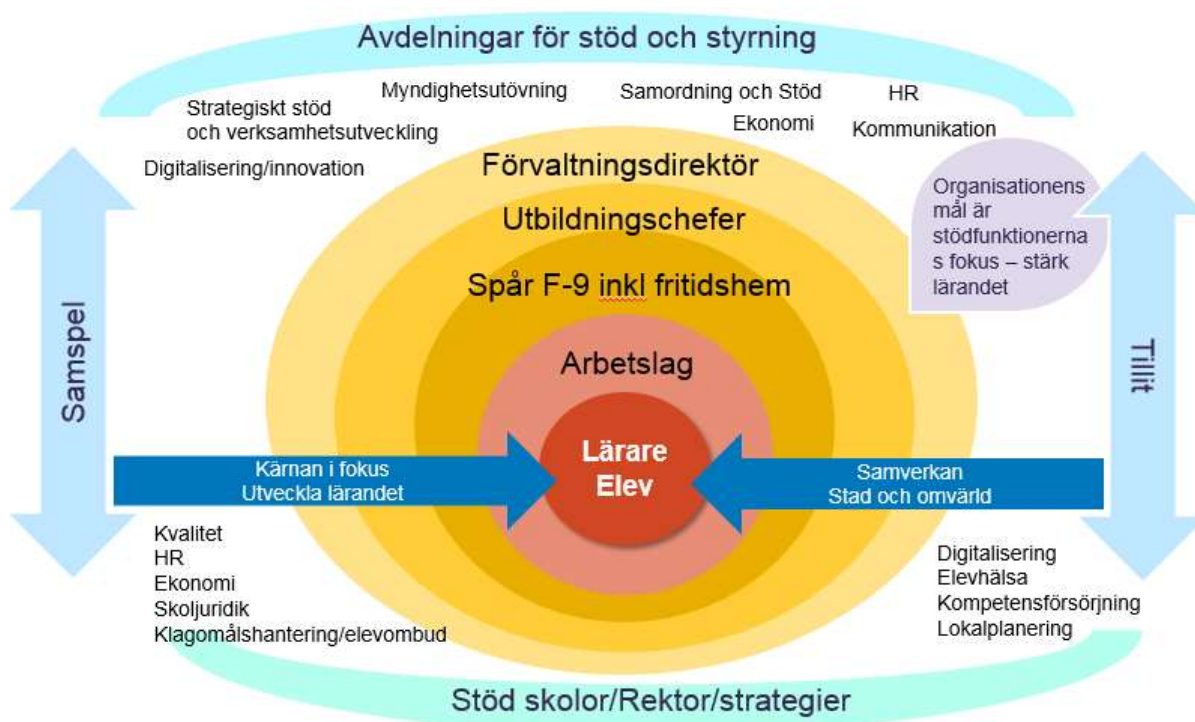 Avdelningar för stöd och styrning
Myndighetsutövning
Samordning och Stöd
HR
Strategiskt stöd
och verksamhetsutveckling
Ekonomi
Kommunikation
Digitalisering/innovation
Förvaltningsdirektör
Utbildningschefer
Organisationens
mål är
stödfunktionerna
s fokus – stärk
lärandet
Spår F-9 inkl fritidshem
Samspel
Tillit
Arbetslag
Lärare
Elev
Kärnan i fokus
Utveckla lärandet
Samverkan
Stad och omvärld
Kvalitet
HR
Ekonomi
Skoljuridik
Klagomålshantering/elevombud
Digitalisering
Elevhälsa
Kompetensförsörjning
Lokalplanering
Stöd skolor/Rektor/strategier